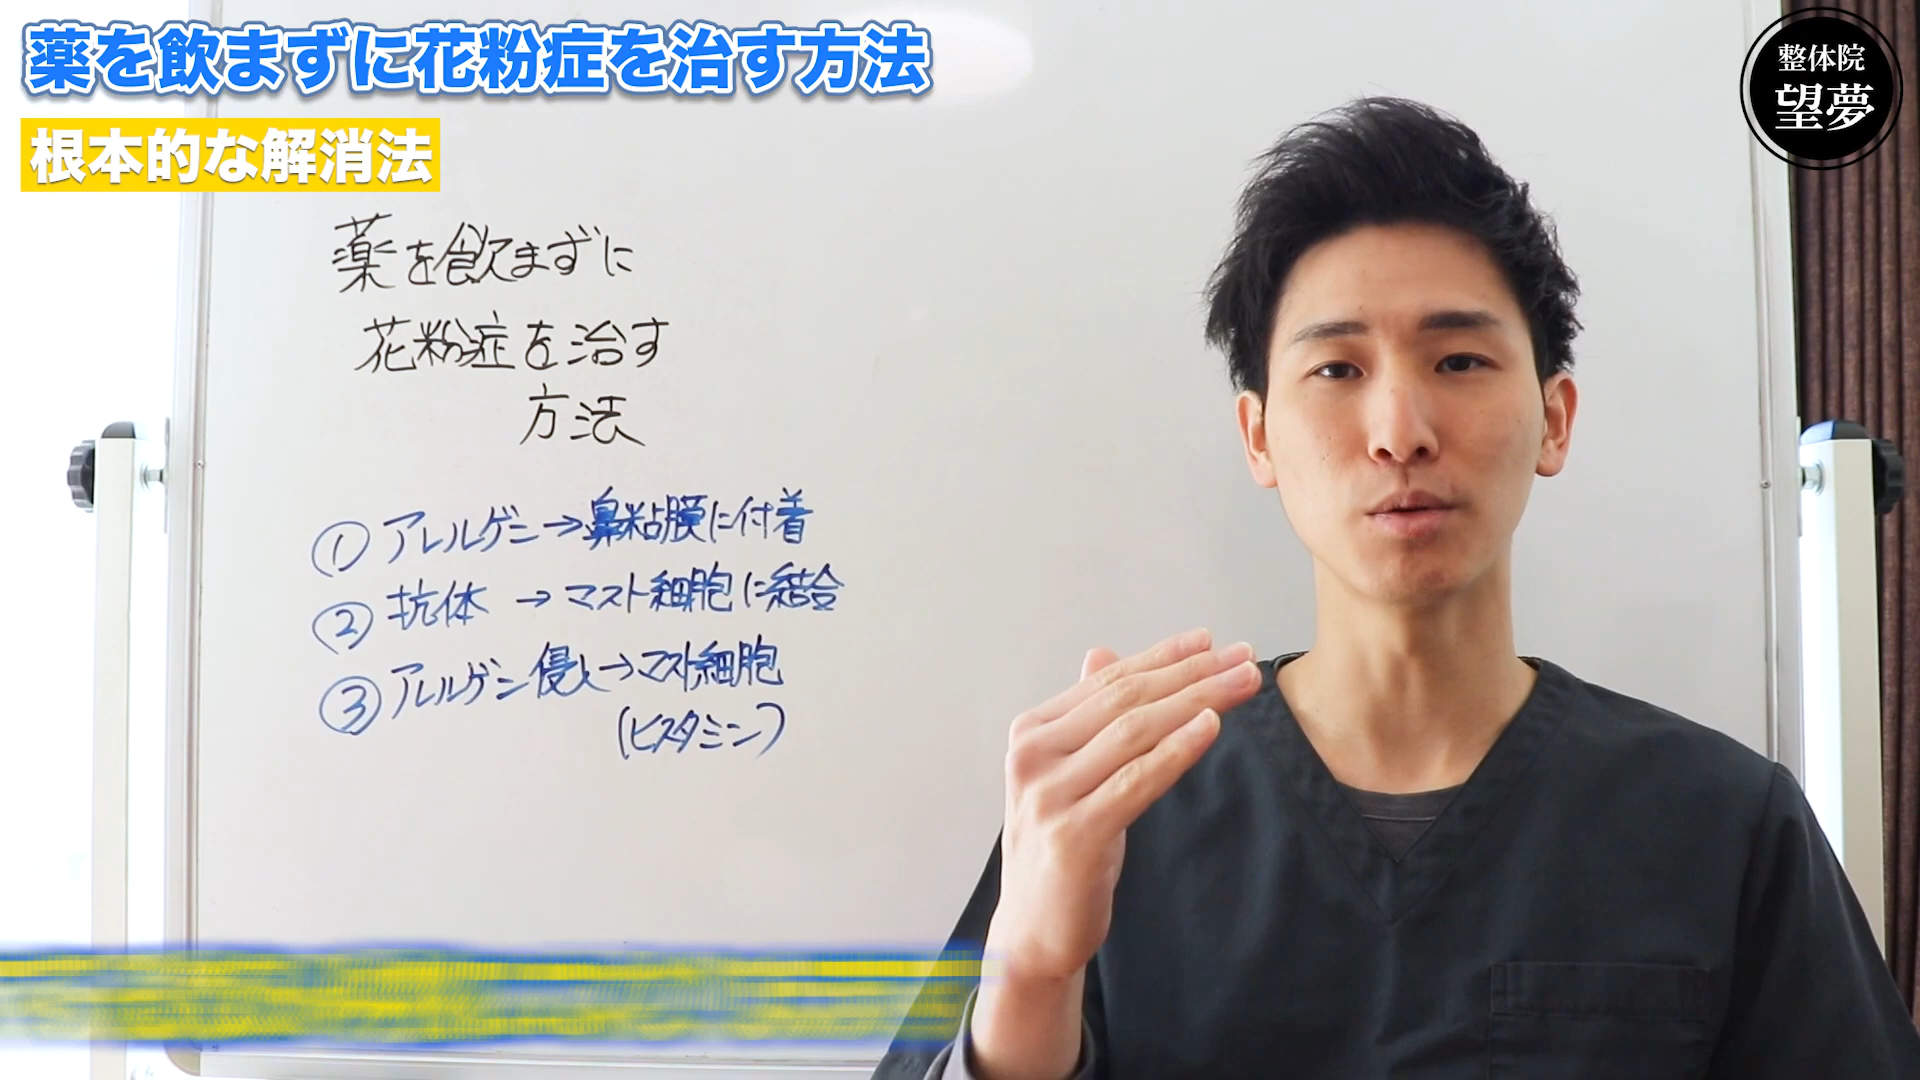 薬を飲まずに花粉症を治す方法
根本的な解消法
整体院
望夢
薬を飲まずに
花粉症を治す
方法
① アレルゲン→鼻粘膜に付着
② 抗体 → マスト細胞に結合
③ アレルゲン侵入→マスト細胞
(ヒスタミン)